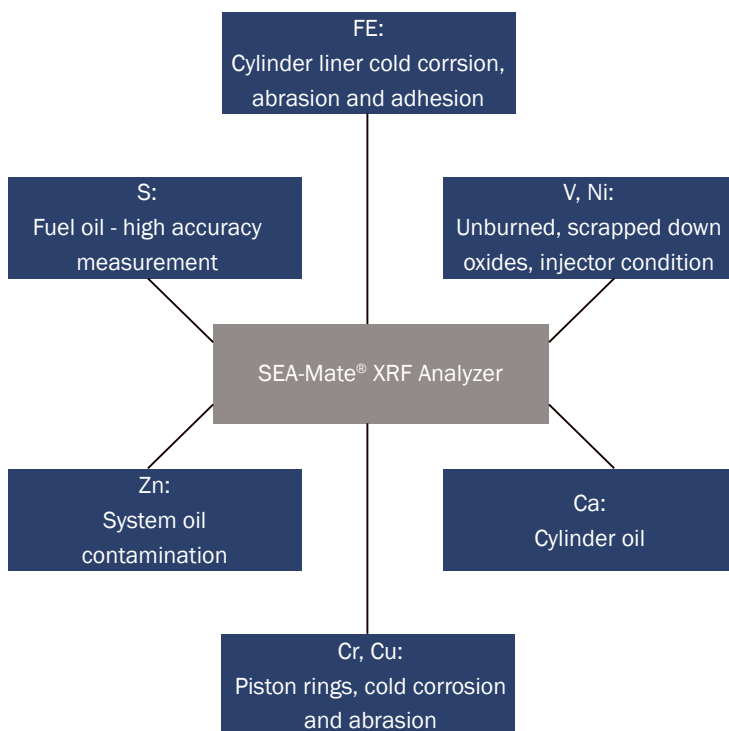 FE:
Cylinder liner cold corrsion,
abrasion and adhesion
S:
Fuel oil - high accuracy
measurement
V, Ni:
Unburned, scrapped down
oxides, injector condition
SEA-Mate® XRF Analyzer
Zn:
System oil
contamination
Ca:
Cylinder oil
Cr, Cu:
Piston rings, cold corrosion
and abrasion